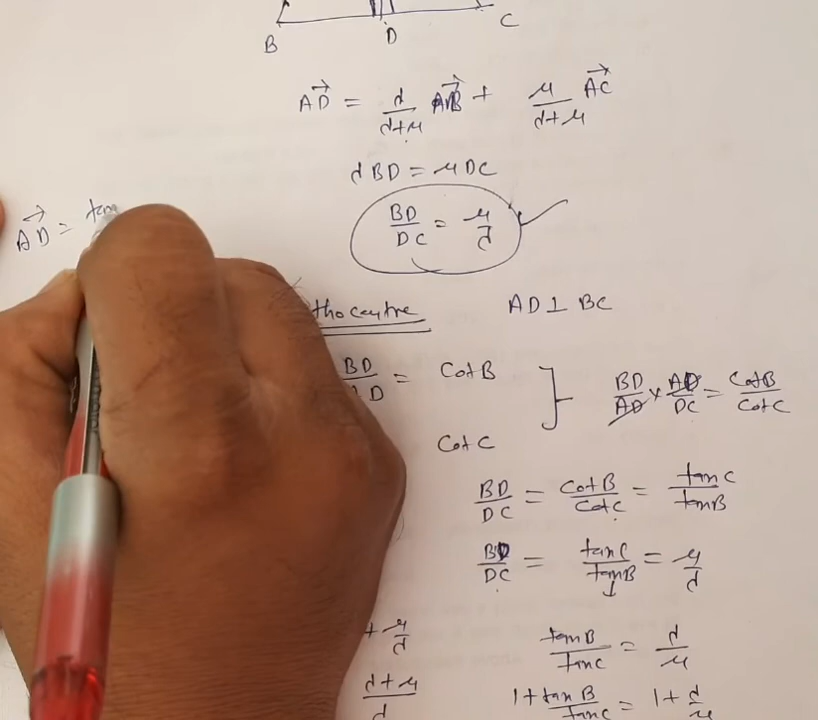 B D C
AD→ = d/d+μ AB→ + μ/d+μ AC→
d BD = μ DC
AD→ = tan
BD/DC = μ/d
thocentre AD ⊥ BC
BD/D = Cot B
BD/AD × AD/DC = Cot B/Cot C
Cot C
BD/DC = Cot B/Cot C = tan C/tan B
BD/DC = tan C/tan B = μ/d
+ μ/d tan B/tan C = d/μ
d+μ/d 1 + tan B/tan C = 1 + d/μ